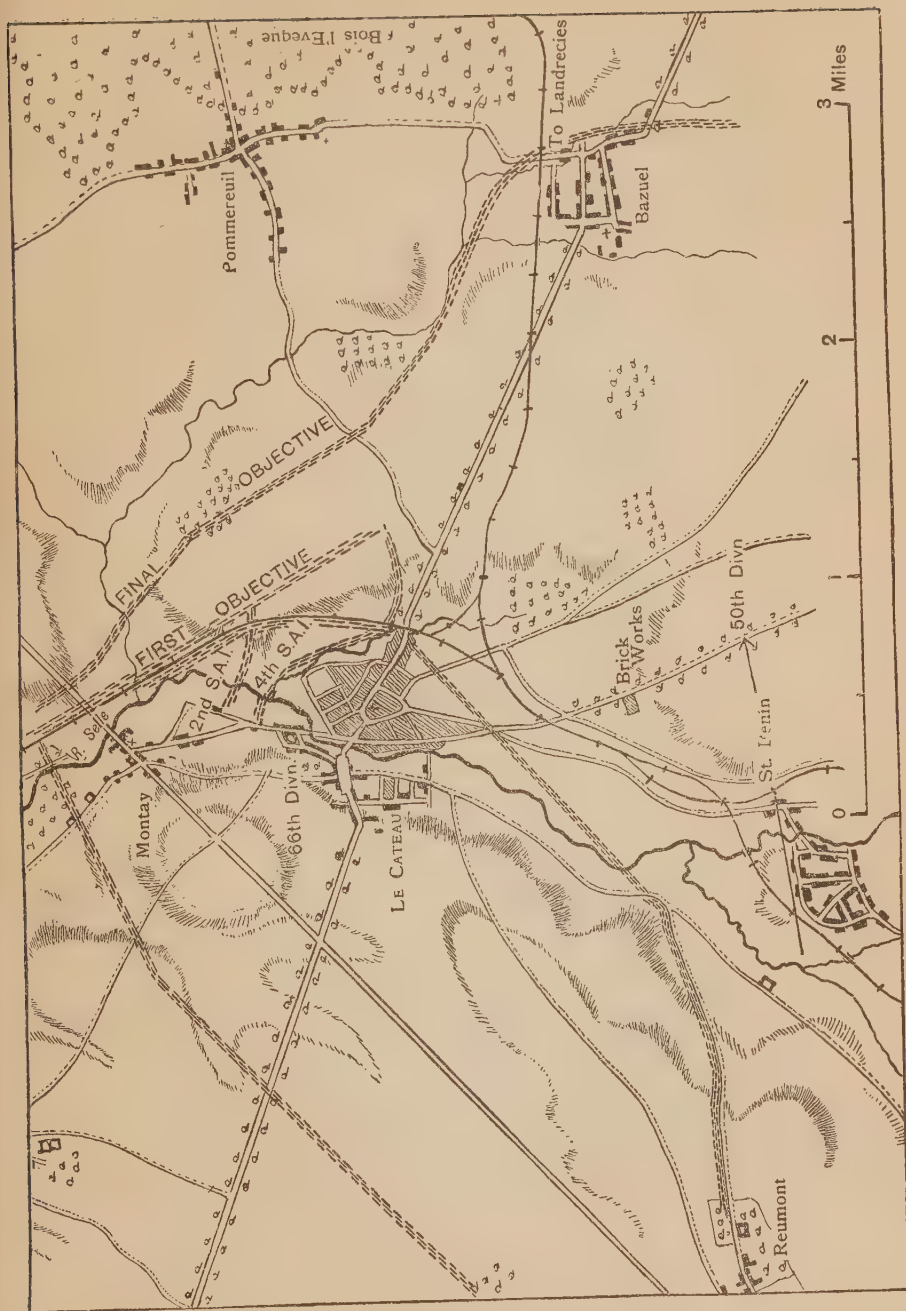 Bois l'Eveque
Pommereuil
To Landrecies
Bazuel
FINAL OBJECTIVE
FIRST OBJECTIVE
R. Selle
2nd S.A.I.
4th S.A.I.
Montay
66th Divn.
LE CATEAU
Brick
Works
50th Divn
St.
Reumont
0
1
2
3 Miles